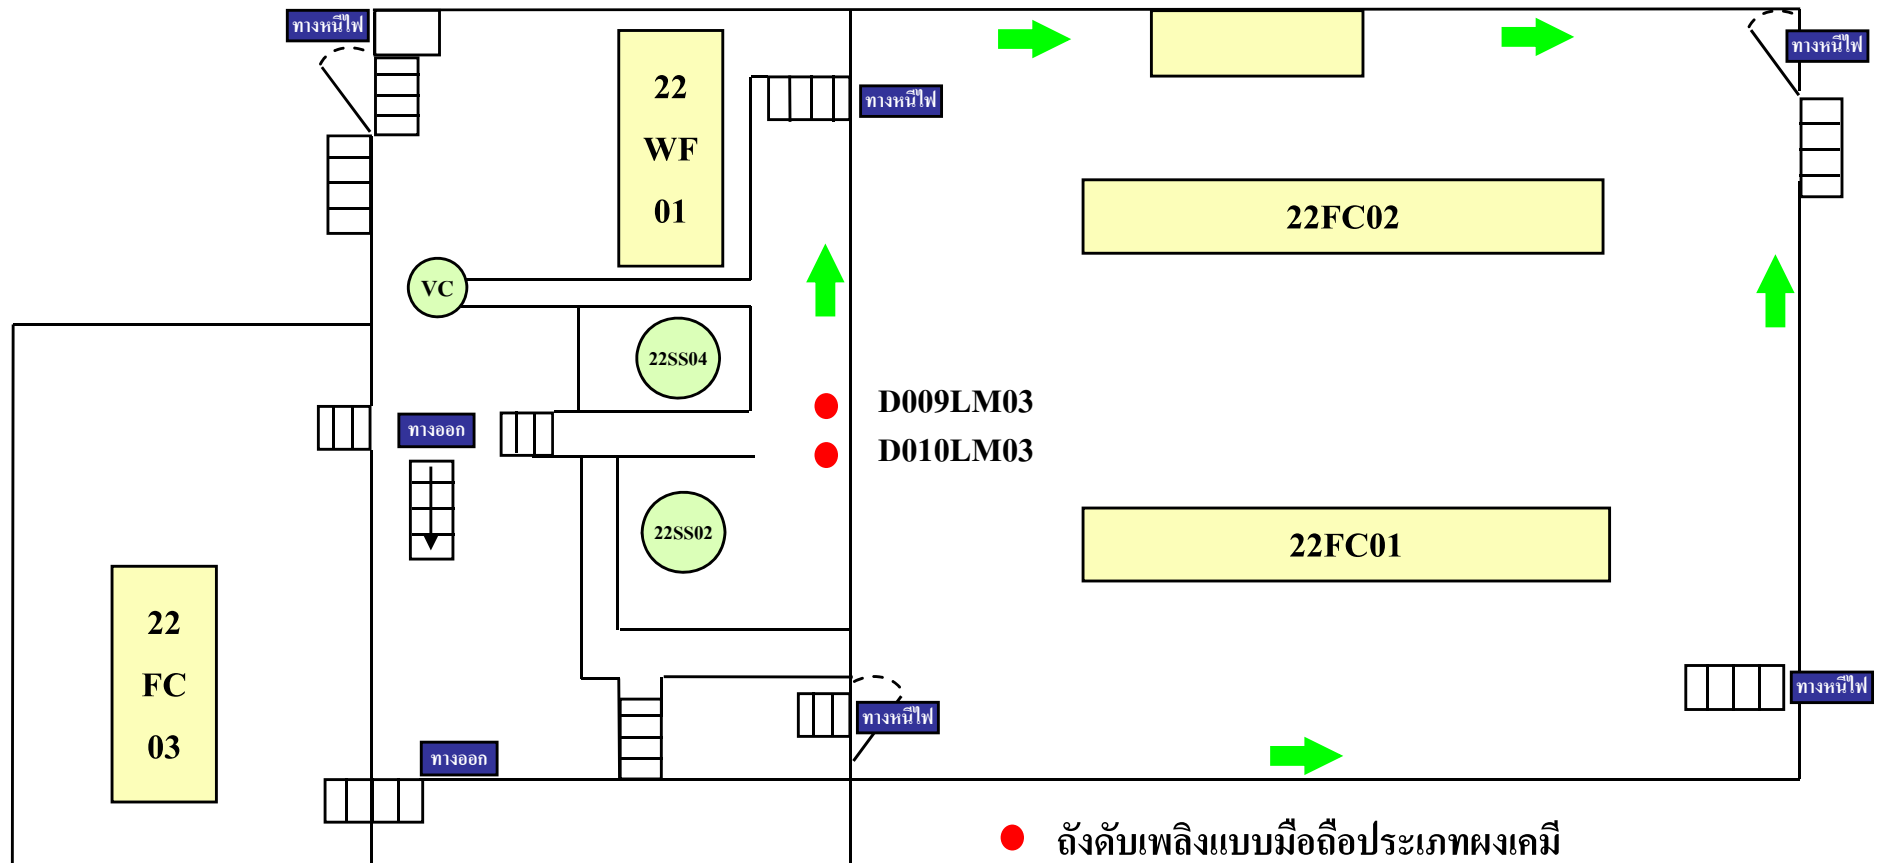 ทางหนีไฟ
ทางหนีไฟ
22
WF
01
ทางหนีไฟ
22FC02
VC
22SS04
D009LM03
ทางออก
D010LM03
22SS02
22FC01
22
FC
03
ทางหนีไฟ
ทางหนีไฟ
ทางออก
ถังดับเพลิงแบบมือถือประเภทผงเคมี